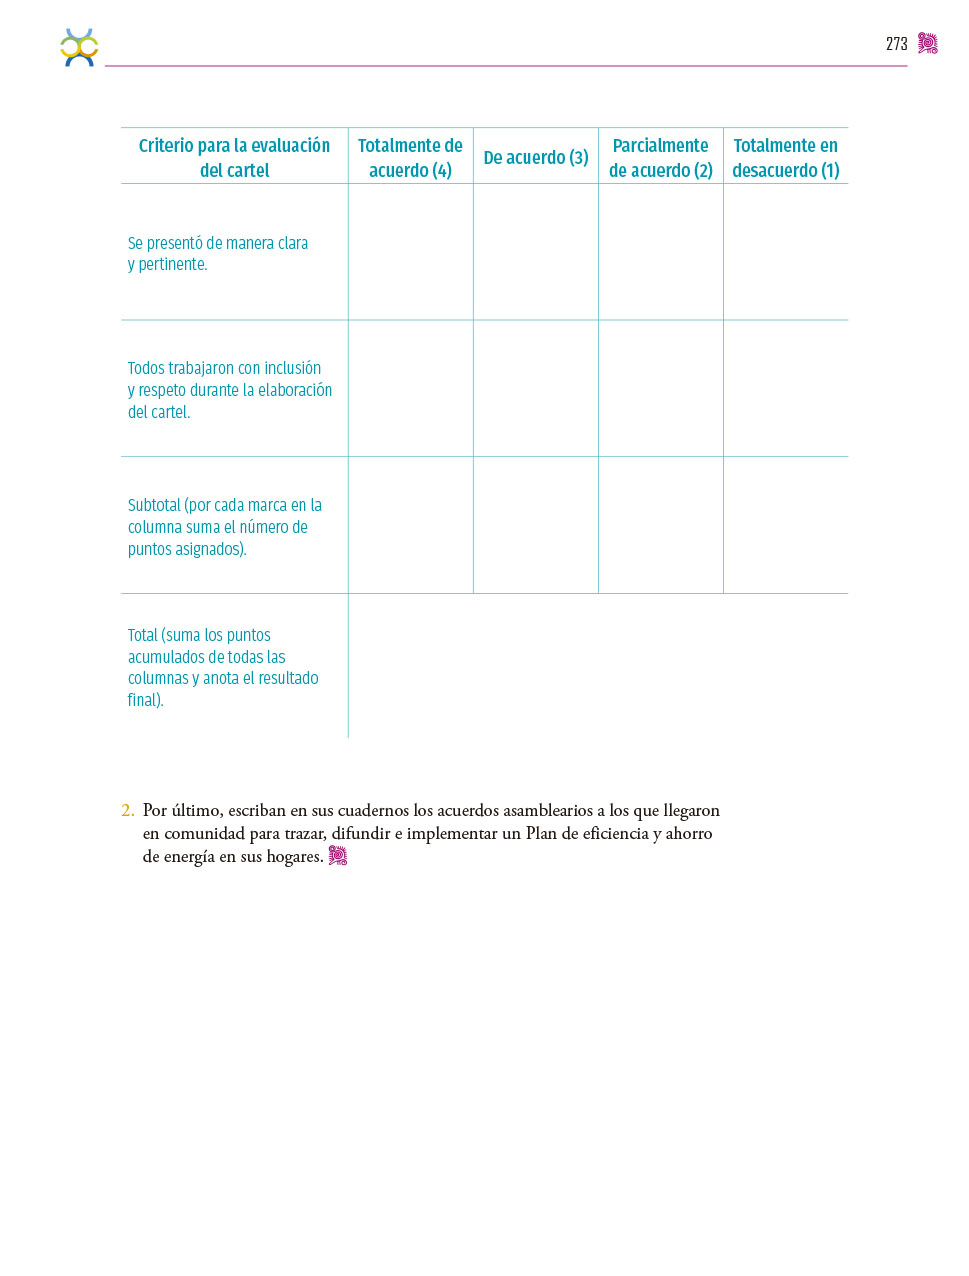 273
Criterio para la evaluación
del cartel
Totalmente de
acuerdo (4)
De acuerdo (3)
Parcialmente
de acuerdo (2)
Totalmente en
desacuerdo (1)
Se presentó de manera clara
y pertinente.
Todos trabajaron con inclusión
y respeto durante la elaboración
del cartel.
Subtotal (por cada marca en la
columna suma el número de
puntos asignados).
Total (suma los puntos
acumulados de todas las
columnas y anota el resultado
final).
2. Por último, escriban en sus cuadernos los acuerdos asamblearios a los que llegaron
en comunidad para trazar, difundir e implementar un Plan de eficiencia y ahorro
de energía en sus hogares.